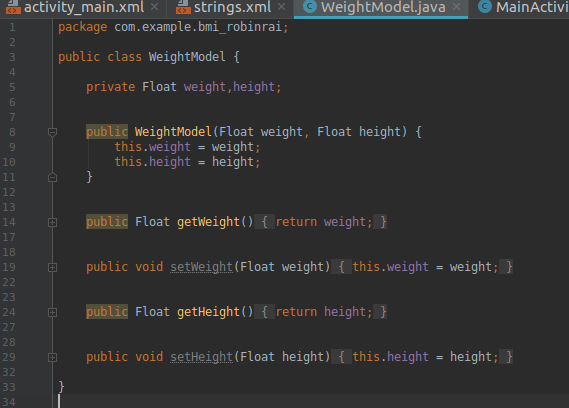 activity_main.xml × strings.xml × WeightModel.java × MainActivi
1 package com.example.bmi_robinrai;
2
3 public class WeightModel {
4
5 private Float weight,height;
6
7
8 public WeightModel(Float weight, Float height) {
9 this.weight = weight;
10 this.height = height;
11 }
12
13
14 public Float getWeight() { return weight; }
17
18
19 public void setWeight(Float weight) { this.weight = weight; }
22
23
24 public Float getHeight() { return height; }
27
28
29 public void setHeight(Float height) { this.height = height; }
32
33 }
34